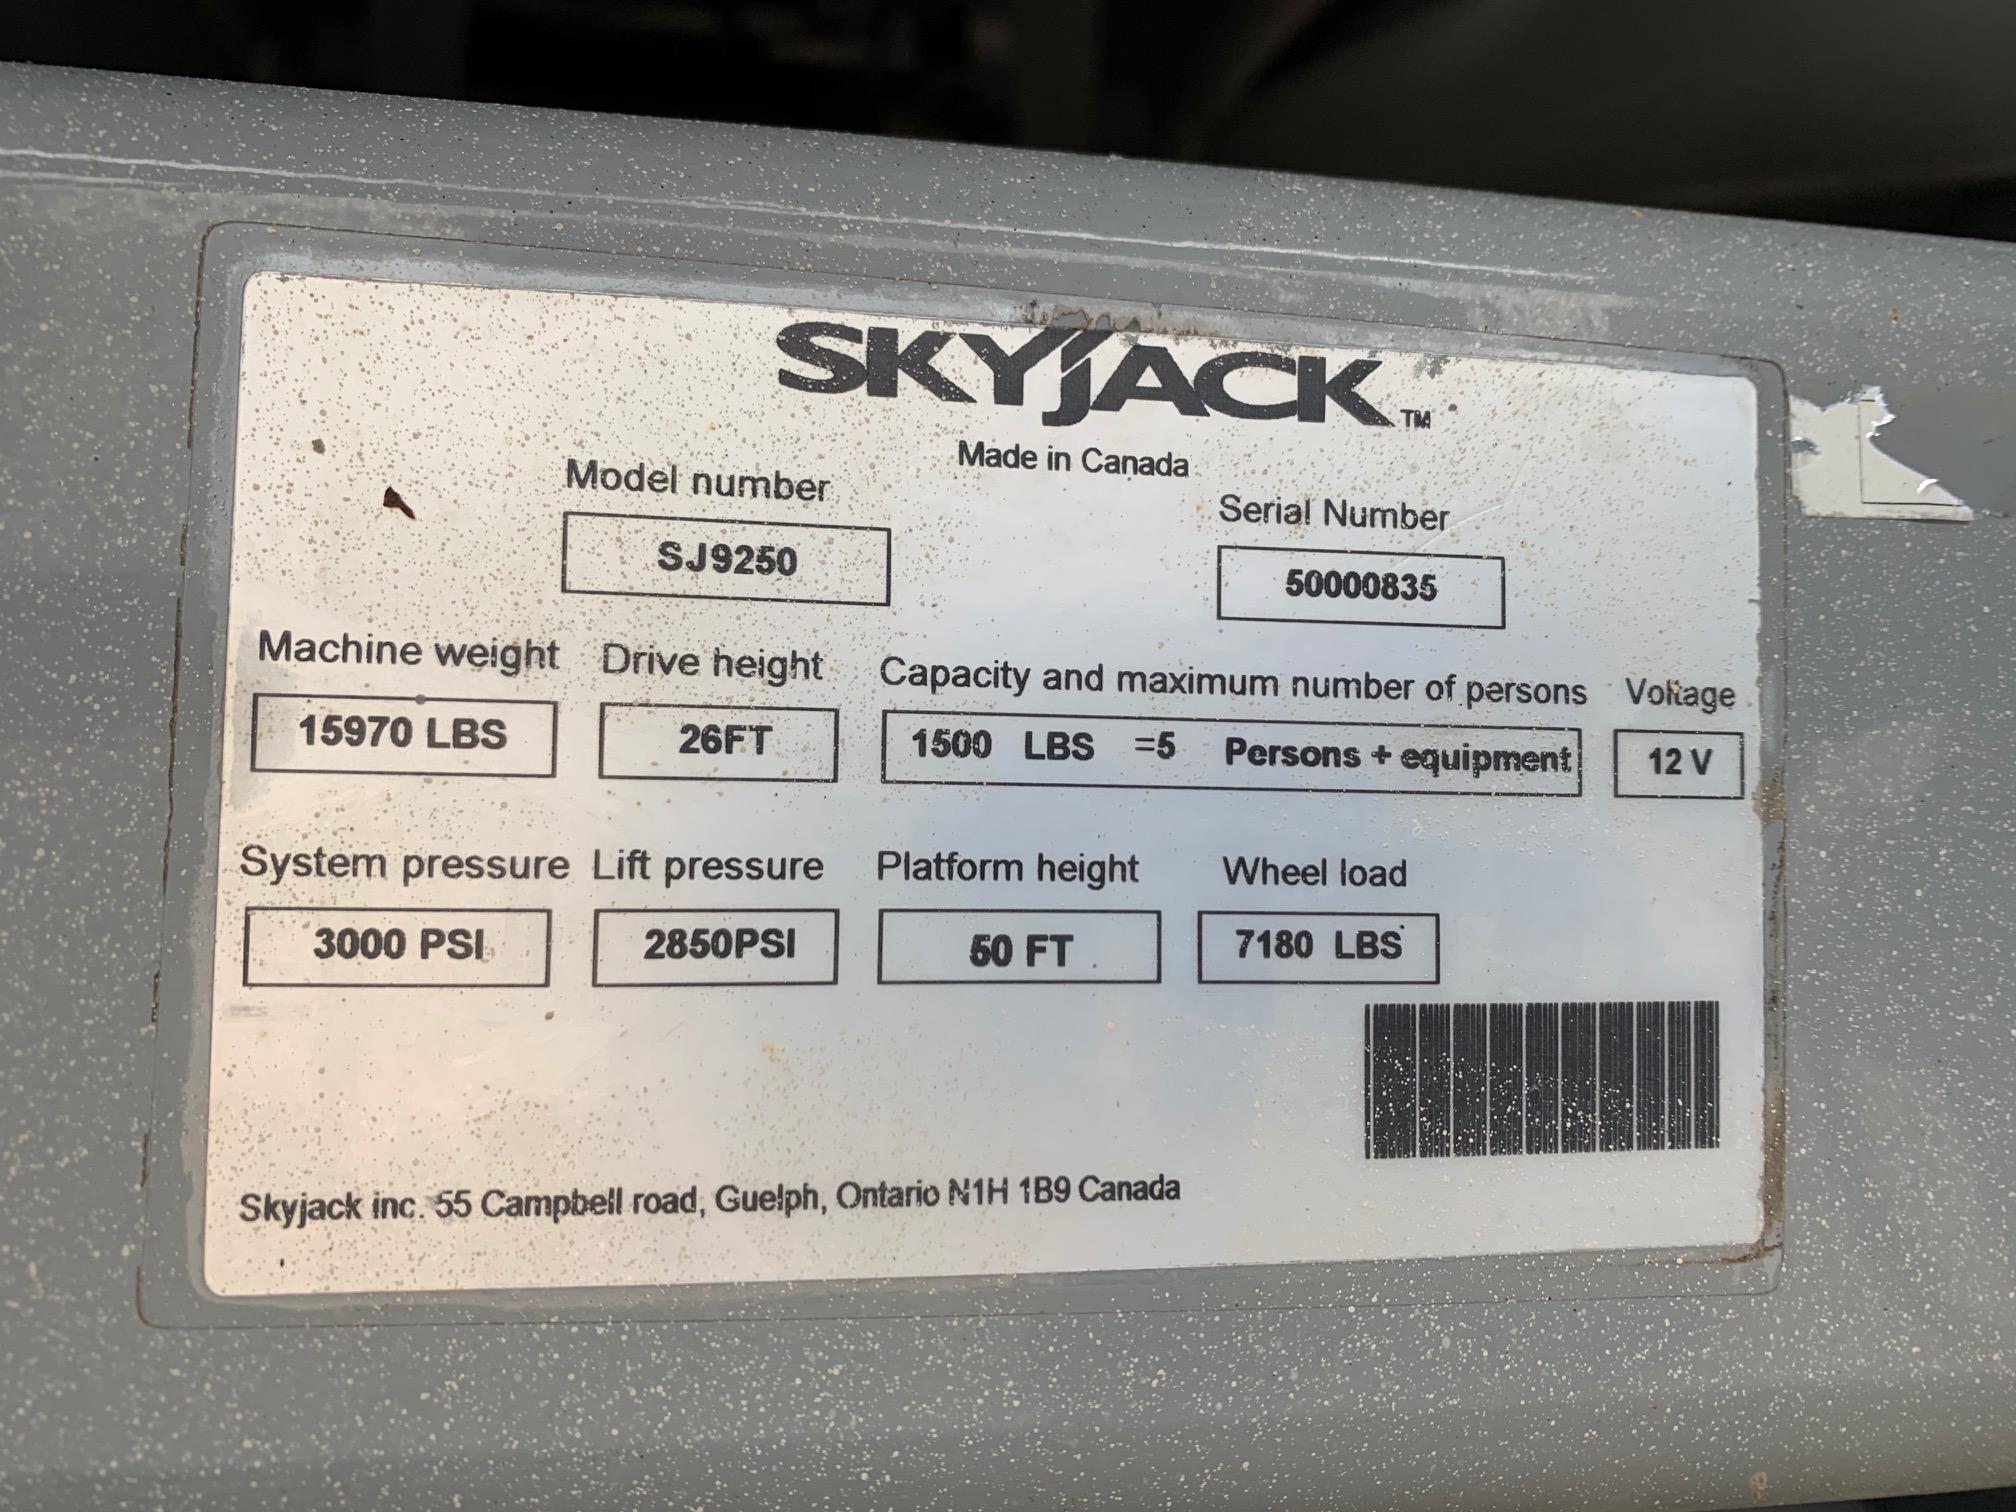 SKYJACK TM
Made in Canada
Model number Serial Number
SJ9250 50000835
Machine weight Drive height Capacity and maximum number of persons Voltage
15970 LBS 26FT 1500 LBS =5 Persons + equipment 12 V
System pressure Lift pressure Platform height Wheel load
3000 PSI 2850PSI 50 FT 7180 LBS
Skyjack inc. 55 Campbell road, Guelph, Ontario N1H 1B9 Canada